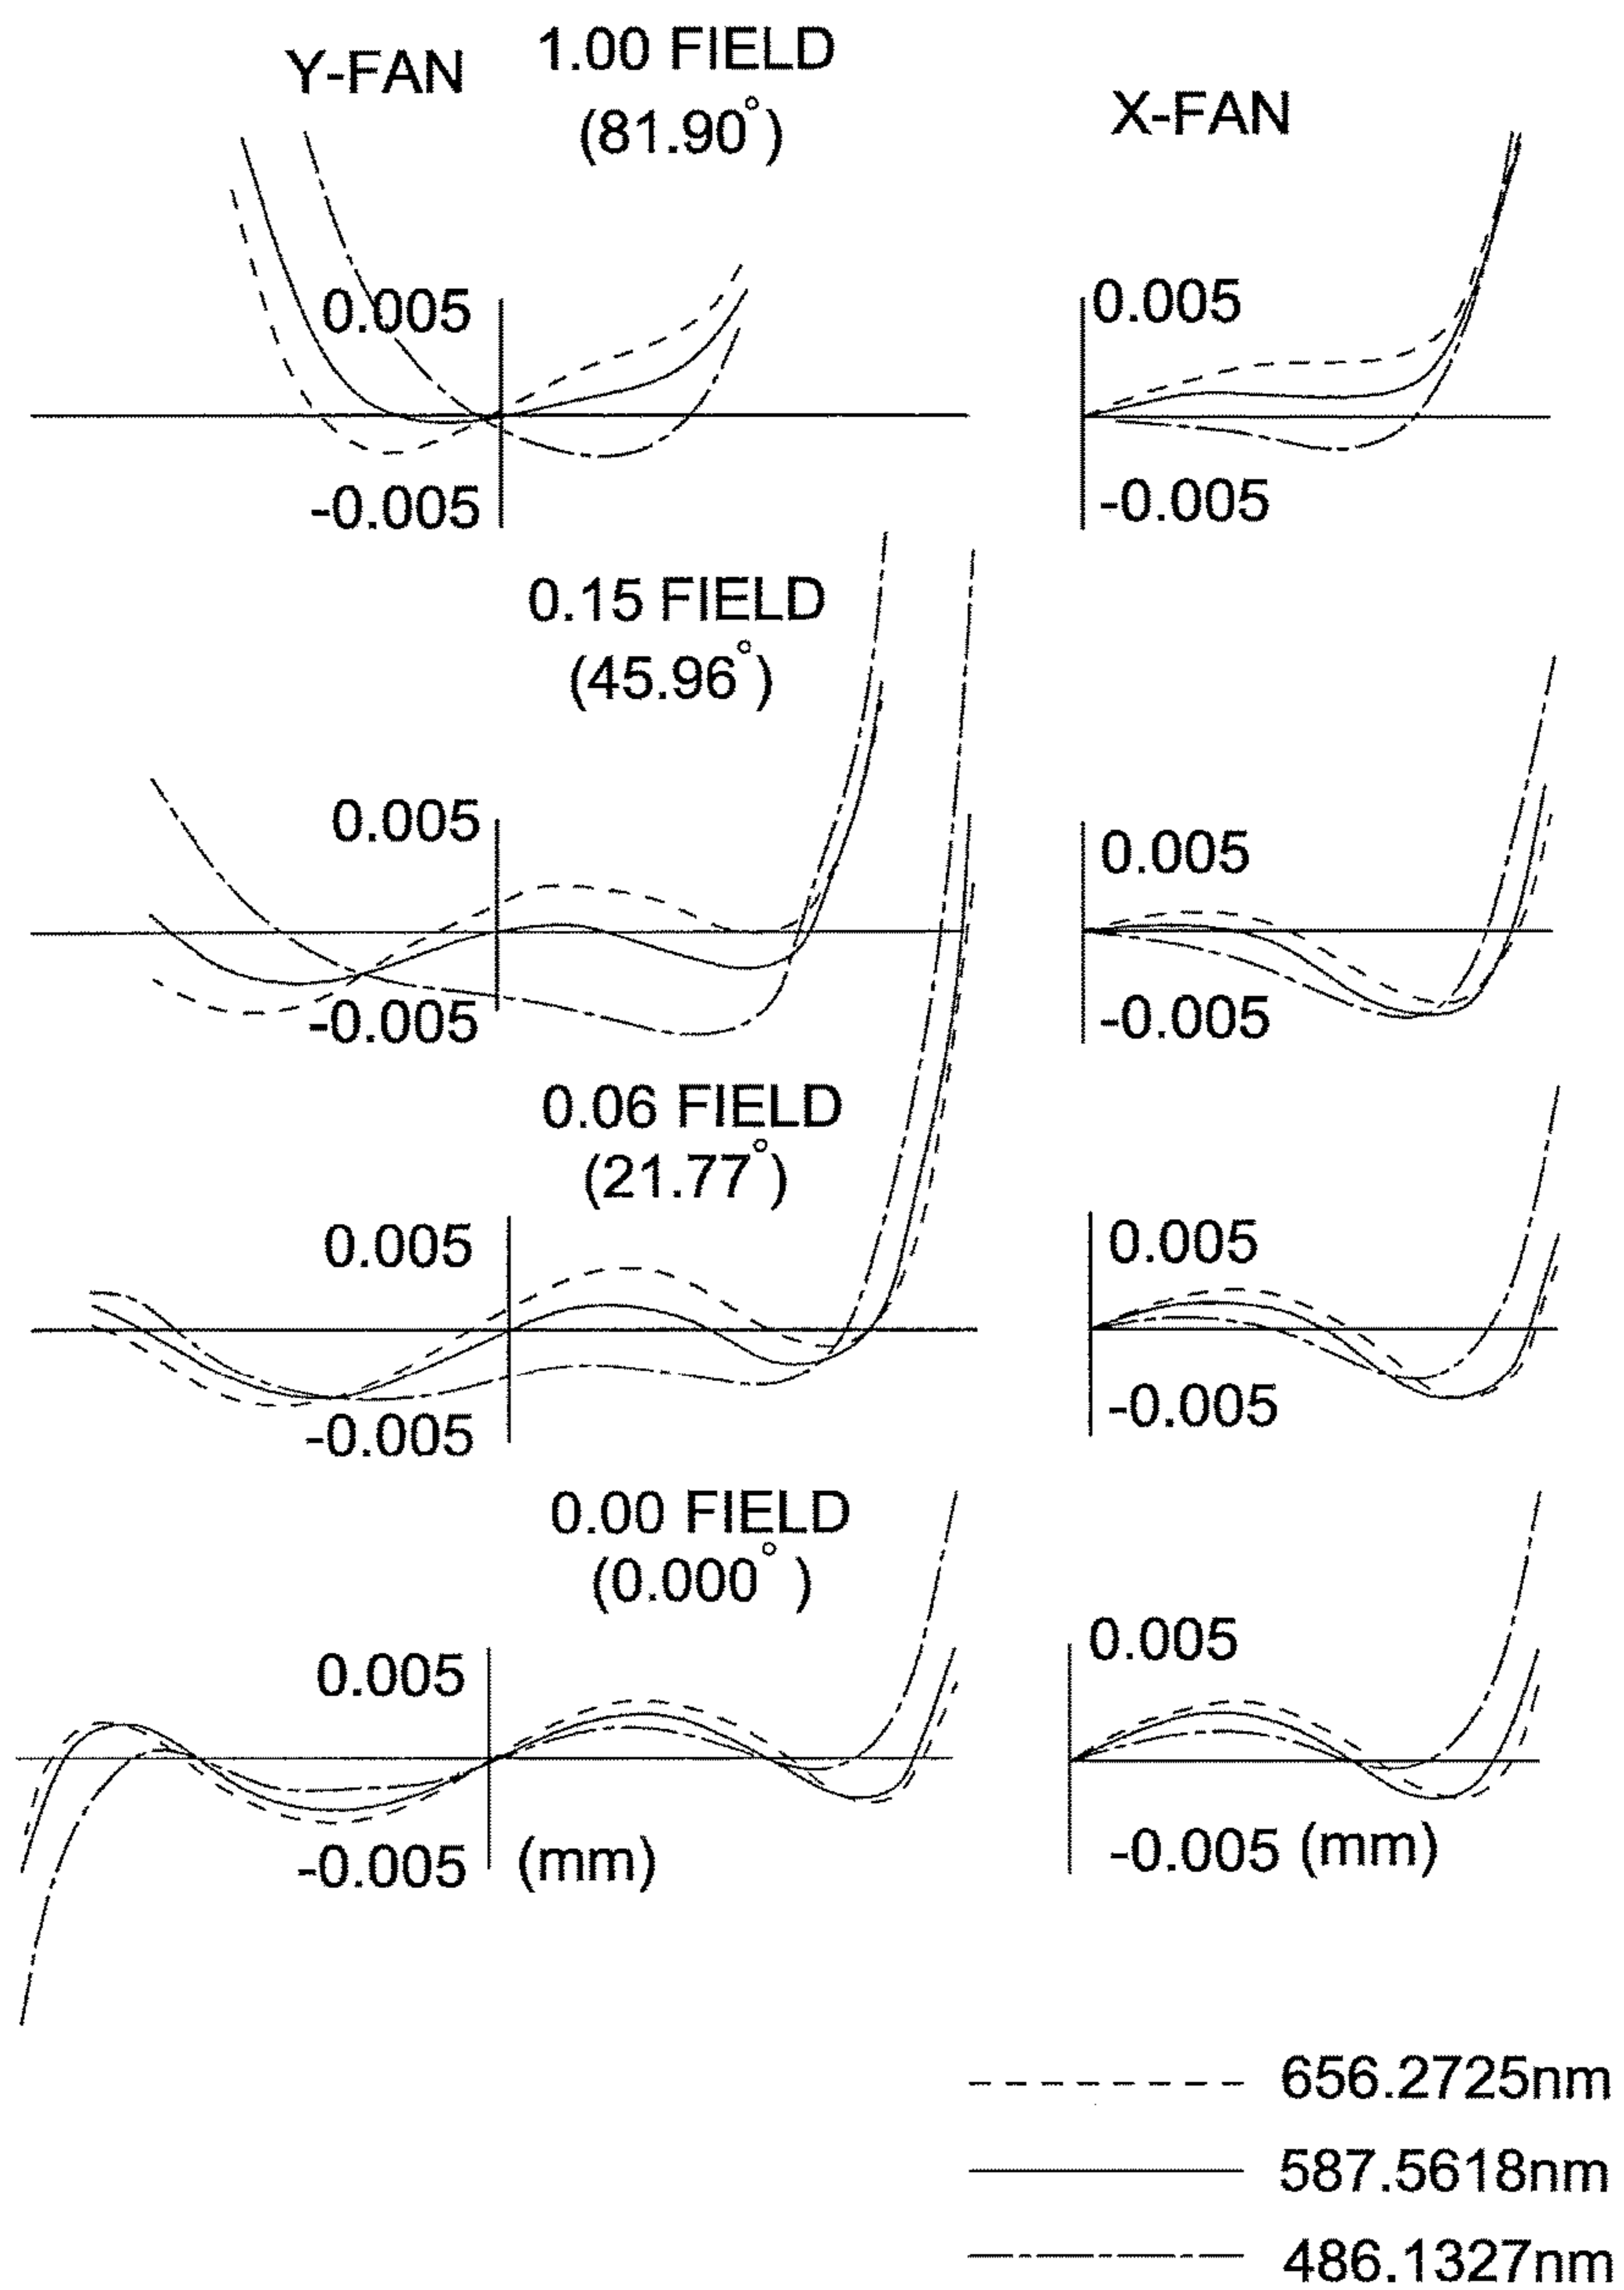 Y-FAN
1.00 FIELD
(81.90°)
X-FAN
0.005
-0.005
0.005
-0.005
0.15 FIELD
(45.96°)
0.005
-0.005
0.005
-0.005
0.06 FIELD
(21.77°)
0.005
-0.005
0.005
-0.005
0.00 FIELD
(0.000° )
0.005
-0.005 (mm)
0.005
-0.005 (mm)
656.2725nm
587.5618nm
486.1327nm